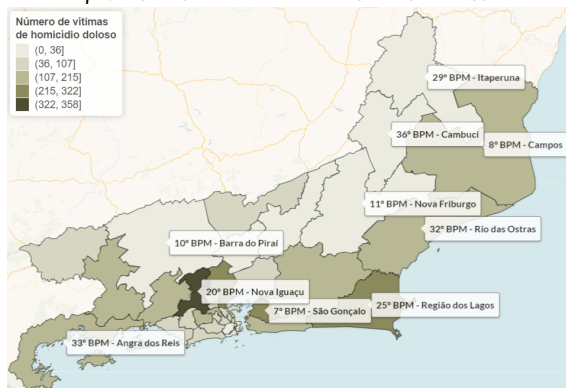 Número de vítimas
de homicídio doloso
(0, 36]
(36, 107]
(107, 215]
(215, 322]
(322, 358]
29º BPM - Itaperuna
36º BPM - Cambuci
8º BPM - Campos
11º BPM - Nova Friburgo
32º BPM - Rio das Ostras
10º BPM - Barra do Piraí
20º BPM - Nova Iguaçu
25º BPM - Região dos Lagos
7º BPM - São Gonçalo
33º BPM - Angra dos Reis